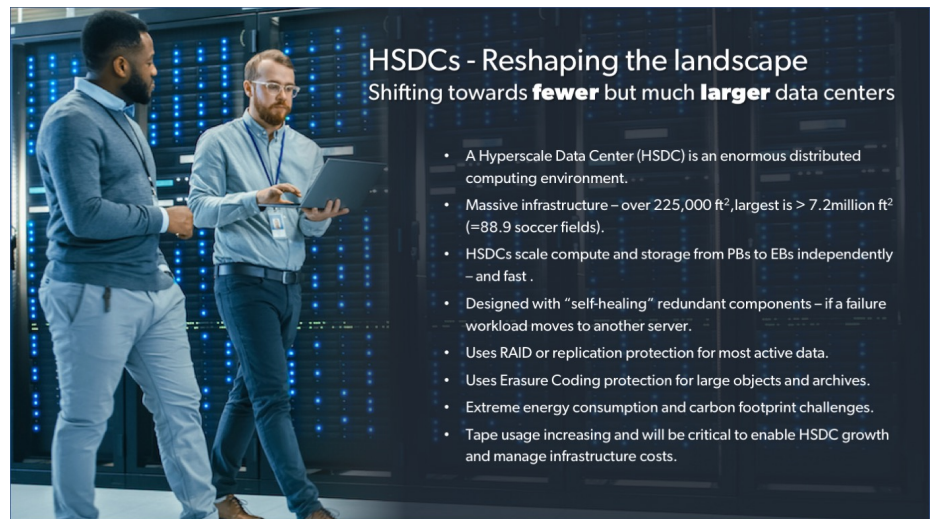 HSDCs - Reshaping the landscape
Shifting towards fewer but much larger data centers
• A Hyperscale Data Center (HSDC) is an enormous distributed
computing environment.
• Massive infrastructure – over 225,000 ft², largest is > 7.2million ft²
(=88.9 soccer fields).
• HSDCs scale compute and storage from PBs to EBs independently
– and fast .
• Designed with “self-healing“ redundant components – if a failure
workload moves to another server.
• Uses RAID or replication protection for most active data.
• Uses Erasure Coding protection for large objects and archives.
• Extreme energy consumption and carbon footprint challenges.
• Tape usage increasing and will be critical to enable HSDC growth
and manage infrastructure costs.